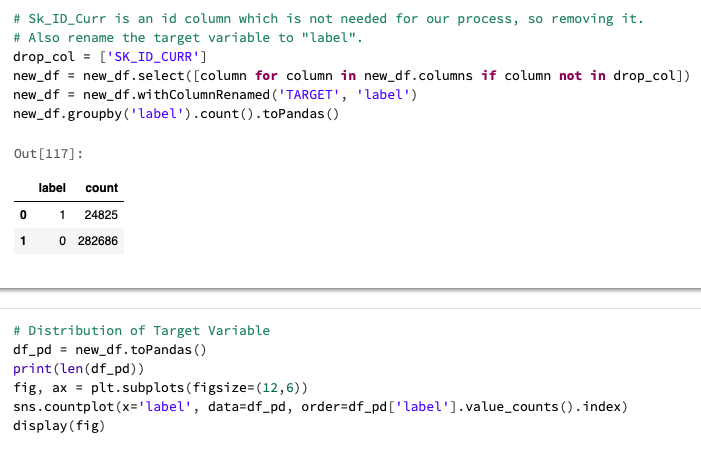 # Sk_ID_Curr is an id column which is not needed for our process, so removing it.
# Also rename the target variable to "label".
drop_col = ['SK_ID_CURR']
new_df = new_df.select([column for column in new_df.columns if column not in drop_col])
new_df = new_df.withColumnRenamed('TARGET', 'label')
new_df.groupby('label').count().toPandas()
Out[117]:
label count
0 1 24825
1 0 282686
# Distribution of Target Variable
df_pd = new_df.toPandas()
print(len(df_pd))
fig, ax = plt.subplots(figsize=(12,6))
sns.countplot(x='label', data=df_pd, order=df_pd['label'].value_counts().index)
display(fig)